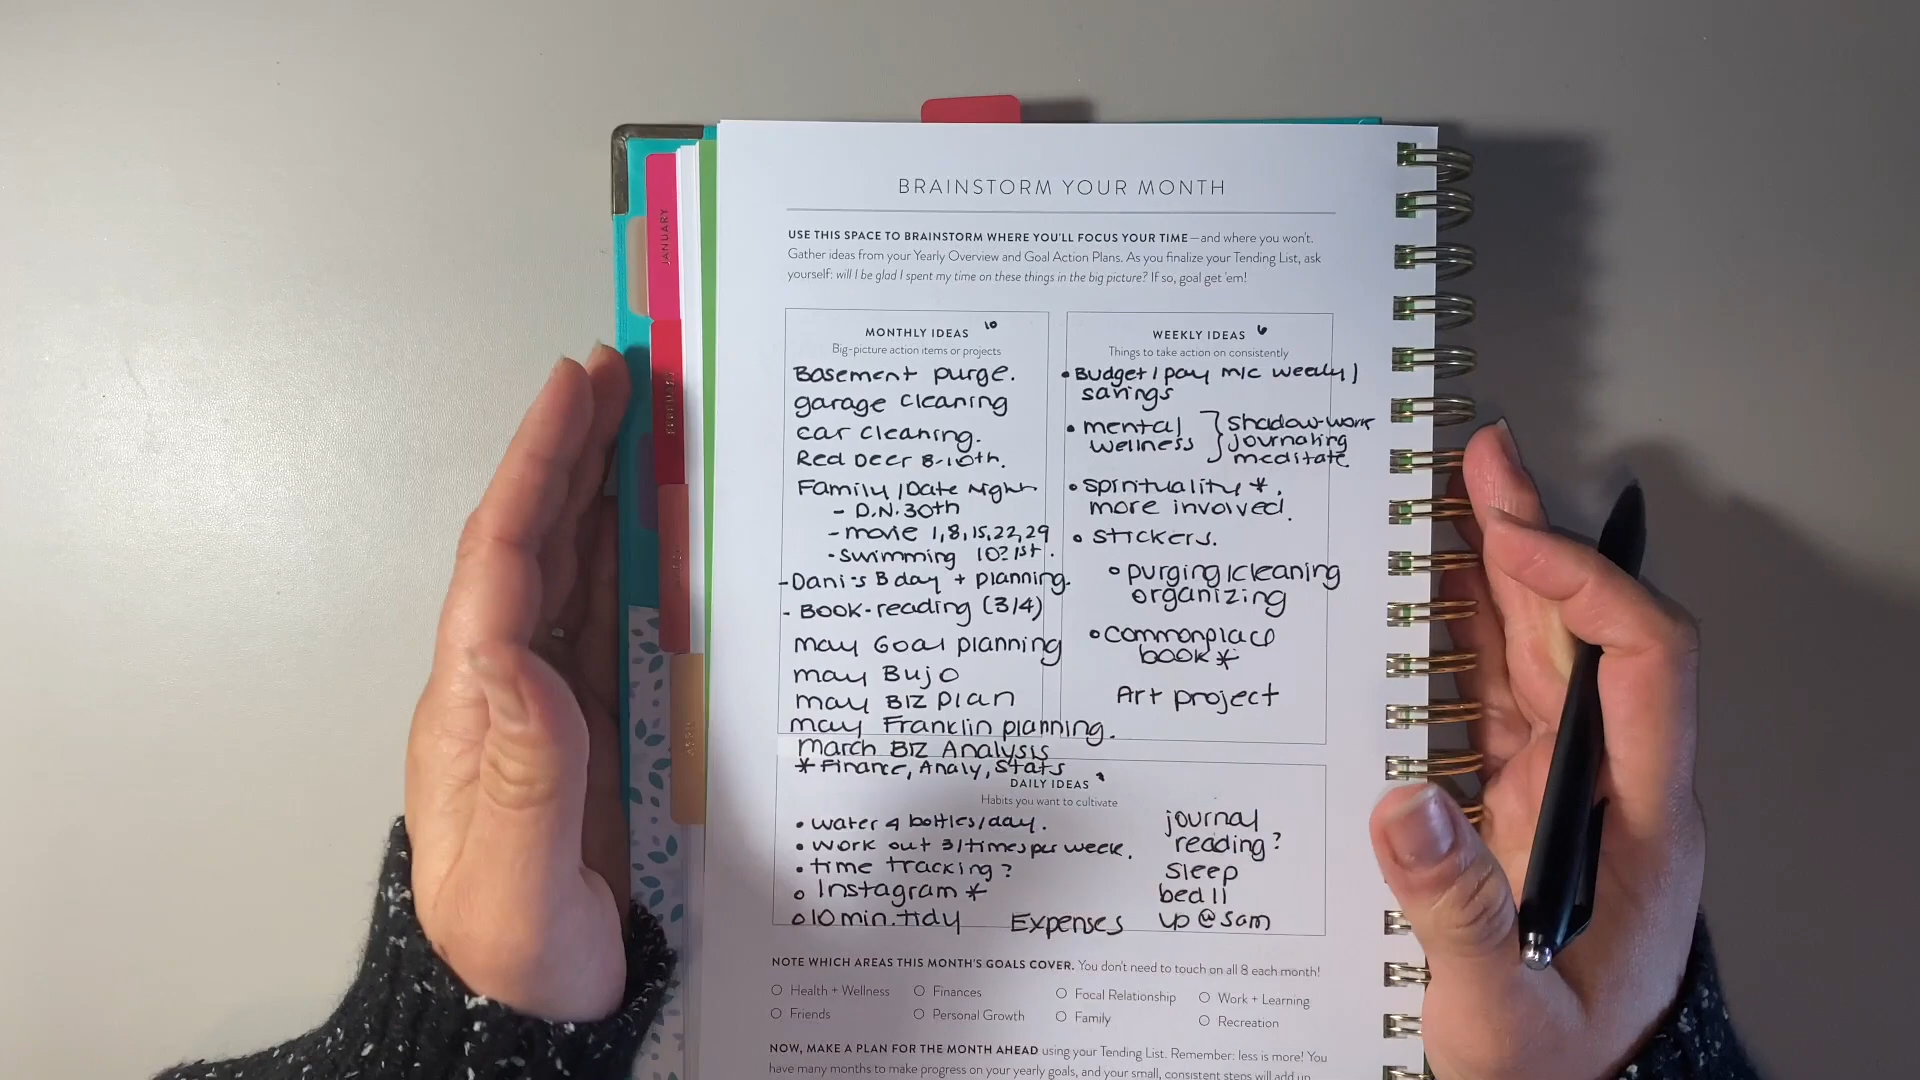 BRAINSTORM YOUR MONTH
USE THIS SPACE TO BRAINSTORM WHERE YOU'LL FOCUS YOUR TIME—and where you won't.
Gather ideas from your Yearly Overview and Goal Action Plans. As you finalize your Tending List, ask
yourself: will I be glad I spent my time on these things in the big picture? If so, goal get 'em!
MONTHLY IDEAS 10
Big-picture action items or projects
Basement purge.
garage cleaning
car cleaning.
Red Deer 8-10th.
Family / Date Night
- D.N. 30th
- movie 1, 8, 15, 22, 29
- swimming 10? 1st.
- Dani's B day + planning.
- Book-reading (3/4)
may Goal planning
may Bujo
may BIZ plan
may Franklin planning.
march BIZ Analysis
* Finance, Analy, Stats
WEEKLY IDEAS 6
Things to take action on consistently
• Budget / pay m/c weekly /
savings
• mental } shadow-work
wellness } journaling
meditate
• spirituality *.
more involved.
• stickers.
• purging / cleaning
organizing
• commonplace
book *
Art project
DAILY IDEAS
Habits you want to cultivate
• water 4 bottles/day.
• work out 3/times per week.
• time tracking?
• Instagram *
• 10 min. tidy
Expenses
journal
reading?
sleep
bed 11
up @ 5am
NOTE WHICH AREAS THIS MONTH'S GOALS COVER. You don't need to touch on all 8 each month!
Health + Wellness Finances Focal Relationship Work + Learning
Friends Personal Growth Family Recreation
NOW, MAKE A PLAN FOR THE MONTH AHEAD using your Tending List. Remember: less is more! You
have many months to make progress on your yearly goals, and your small, consistent steps will add up
JANUARY
FEBRUARY
APRIL